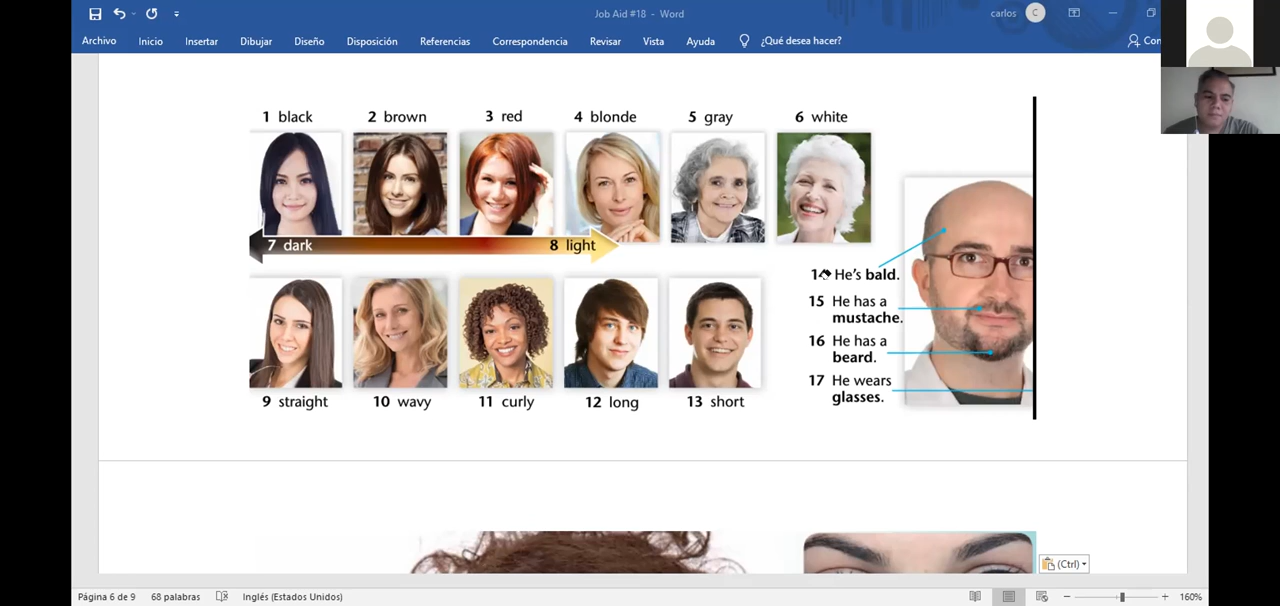 Job Aid #18 - Word
carlos
C
Archivo Inicio Insertar Dibujar Diseño Disposición Referencias Correspondencia Revisar Vista Ayuda ¿Qué desea hacer?
1 black 2 brown 3 red 4 blonde 5 gray 6 white
7 dark 8 light
He's bald.
15 He has a
mustache.
16 He has a
beard.
17 He wears
glasses.
9 straight 10 wavy 11 curly 12 long 13 short
(Ctrl)
Página 6 de 9 68 palabras Inglés (Estados Unidos) 160%